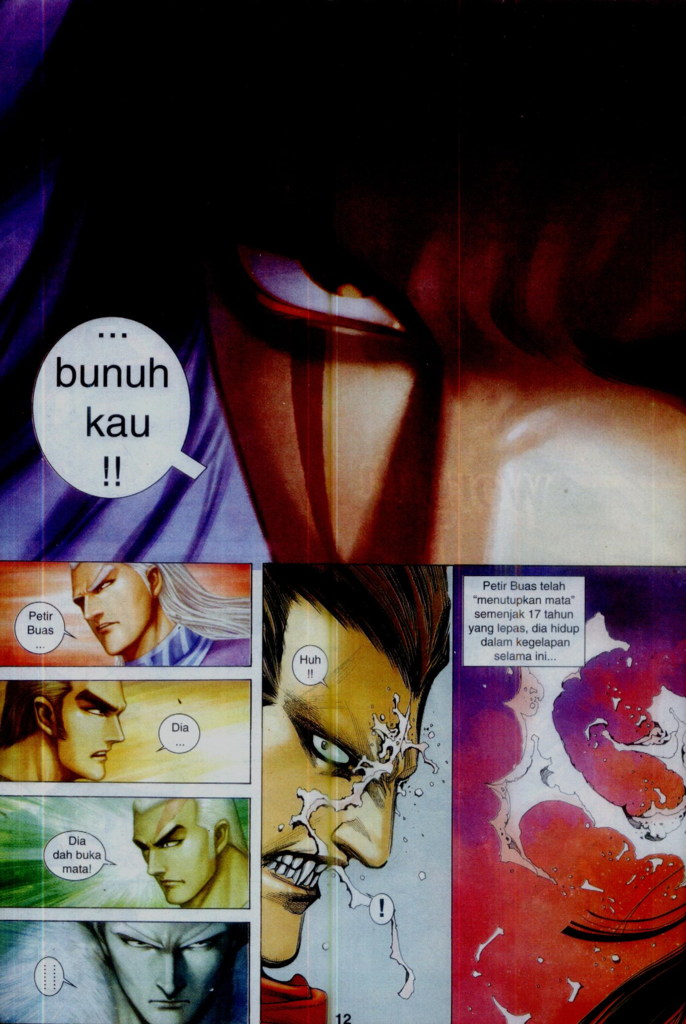 ...
bunuh
kau
!!
Petir
Buas
...
Dia
...
Dia
dah buka
mata!
..........
Huh
!!
!
Petir Buas telah
"menutupkan mata"
semenjak 17 tahun
yang lepas, dia hidup
dalam kegelapan
selama ini...
12